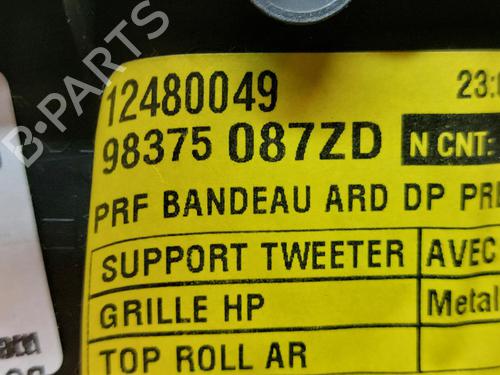 B-PARTS
12480049
23:
98375 087ZD N CNT:
PRF BANDEAU ARD DP PRE
SUPPORT TWEETER AVEC
GRILLE HP Metal
TOP ROLL AR